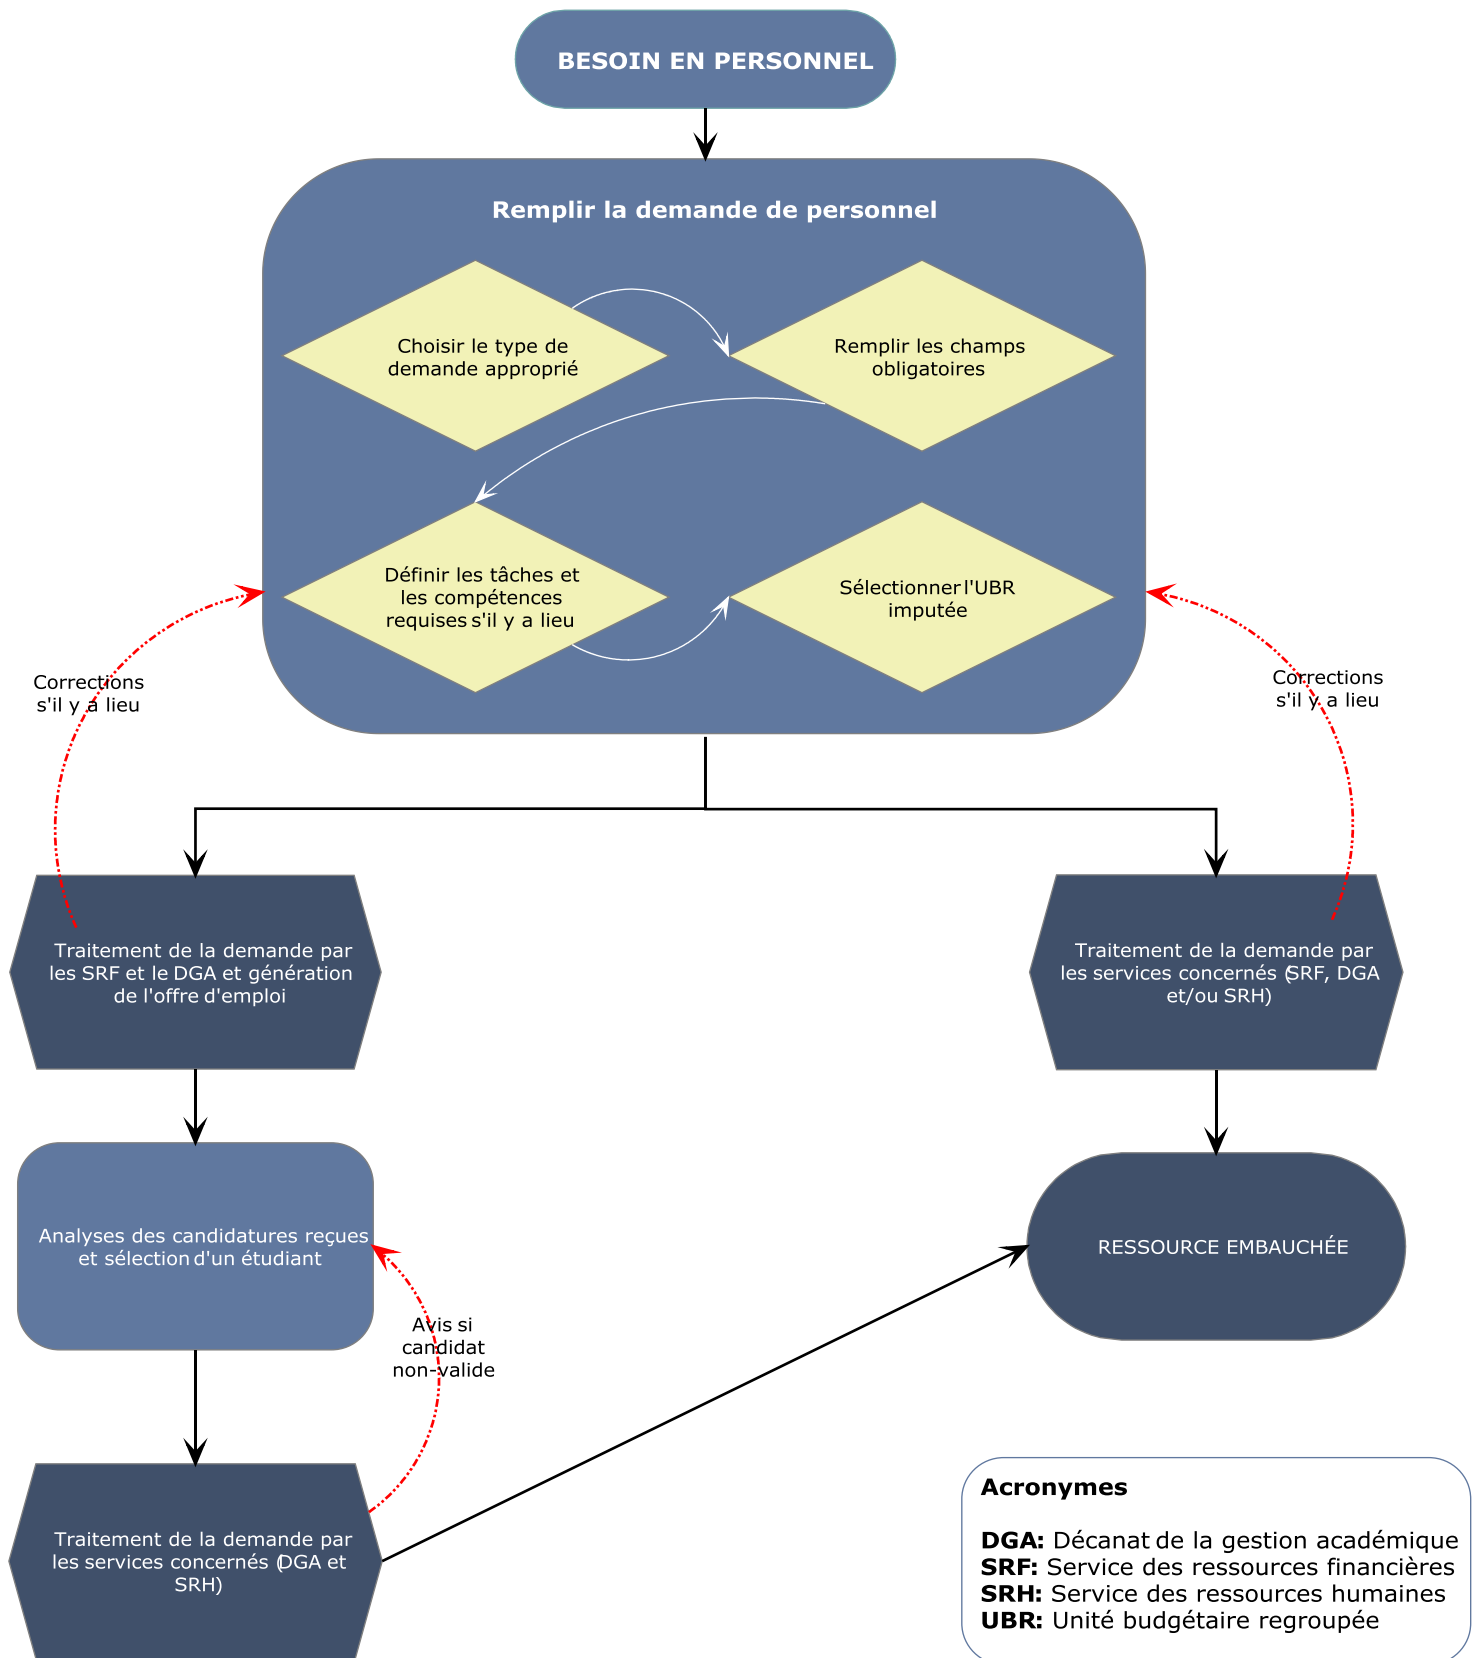 BESOIN EN PERSONNEL
Remplir la demande de personnel
Choisir le type de
demande approprié
Remplir les champs
obligatoires
Définir les tâches et
les compétences
requises s'il y a lieu
Sélectionner l'UBR
imputée
Corrections
s'il y a lieu
Corrections
s'il y a lieu
Traitement de la demande par
les SRF et le DGA et génération
de l'offre d'emploi
Traitement de la demande par
les services concernés (SRF, DGA
et/ou SRH)
Analyses des candidatures reçues
et sélection d'un étudiant
RESSOURCE EMBAUCHÉE
Avis si
candidat
non-valide
Traitement de la demande par
les services concernés (DGA et
SRH)
Acronymes
DGA: Décanat de la gestion académique
SRF: Service des ressources financières
SRH: Service des ressources humaines
UBR: Unité budgétaire regroupée